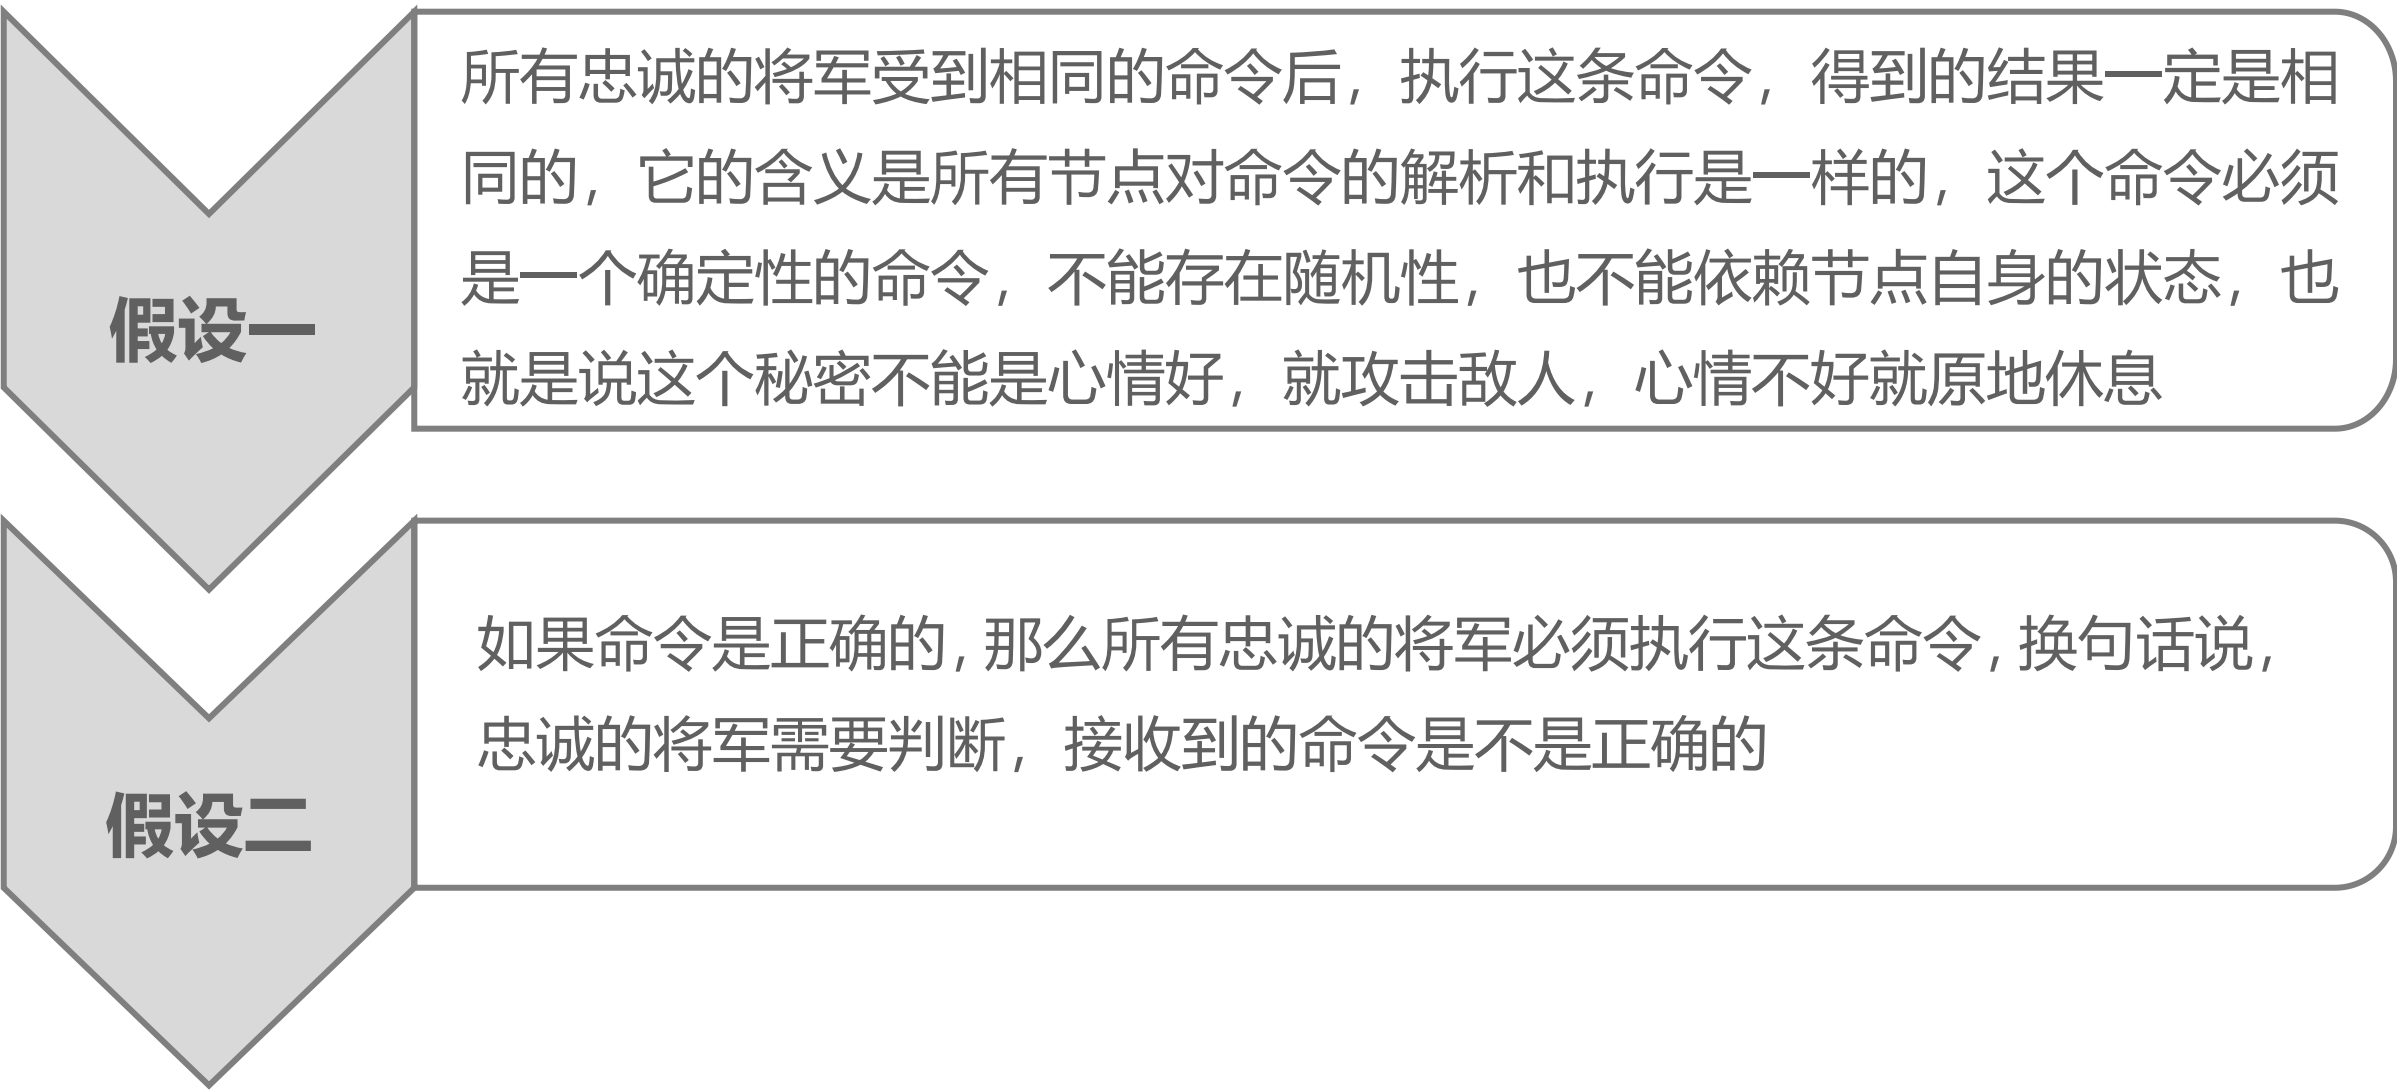 假设一
所有忠诚的将军受到相同的命令后，执行这条命令，得到的结果一定是相
同的，它的含义是所有节点对命令的解析和执行是一样的，这个命令必须
是一个确定性的命令，不能存在随机性，也不能依赖节点自身的状态，也
就是说这个秘密不能是心情好，就攻击敌人，心情不好就原地休息
假设二
如果命令是正确的，那么所有忠诚的将军必须执行这条命令，换句话说，
忠诚的将军需要判断，接收到的命令是不是正确的